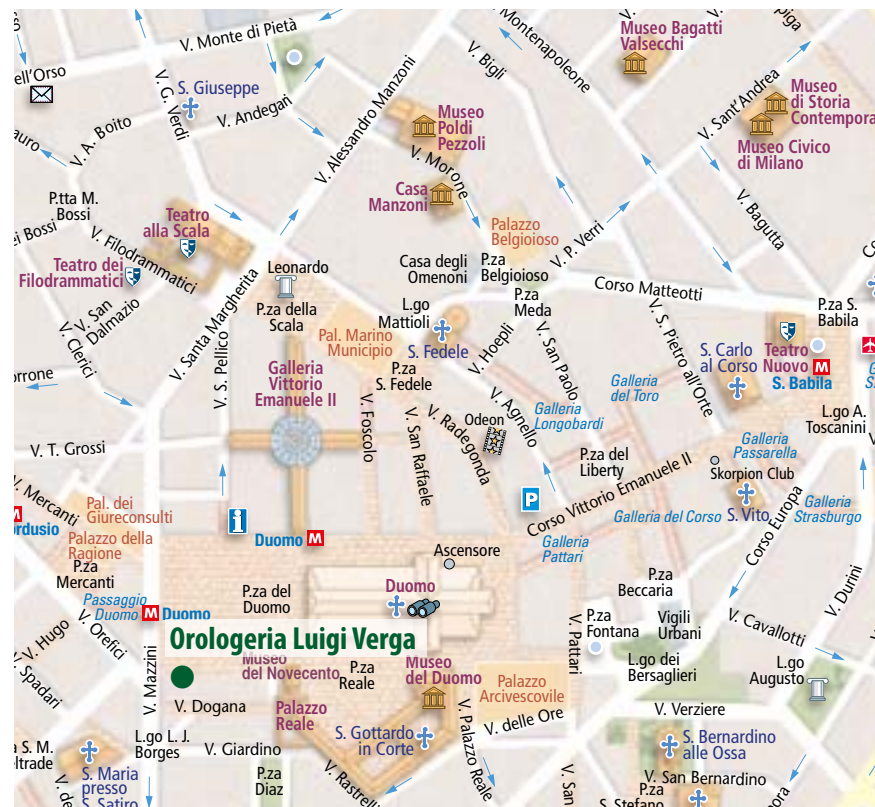 V. Monte di Pietà
Museo Bagatti
Valsecchi
V. Montenapoleone
V. Bigli
ell'Orso
S. Giuseppe
V. G. Verdi
V. Andegari
V. Alessandro Manzoni
V. Sant'Andrea
Museo
di Storia
Contempora
Museo Civico
di Milano
Museo
Poldi
Pezzoli
V. A. Boito
auro
V. Morone
Casa
Manzoni
P.tta M.
Bossi
ei Bossi
Teatro
alla Scala
V. Filodrammatici
Teatro dei
Filodrammatici
Palazzo
Belgioioso
V. P. Verri
V. Bagutta
Leonardo
Casa degli
Omenoni
P.za
Belgioioso
Corso Matteotti
P.za
Meda
P.za della
Scala
L.go
Mattioli
S. Fedele
Pal. Marino
Municipio
V. San
Dalmazio
V. Clerici
V. Santa Margherita
V. S. Pellico
V. Hoepli
V. San Paolo
V. S. Pietro all'Orte
P.za S.
Babila
S. Carlo
al Corso
Teatro
Nuovo
M
S. Babila
orrone
Galleria
Vittorio
Emanuele II
P.za
S. Fedele
V. Foscolo
V. San Raffaele
V. Radegonda
Odeon
V. Agnello
Galleria
Longobardi
Galleria
del Toro
L.go A.
Toscanini
V. T. Grossi
P.za del
Liberty
Galleria
Passarella
Skorpion Club
S. Vito
Corso Vittorio Emanuele II
Galleria del Corso
Galleria
Strasburgo
Corso Europa
V. Mercanti
M
ordusio
Pal. dei
Giureconsulti
Palazzo della
Ragione
P.za
Mercanti
i
Duomo M
P
Galleria
Pattari
Ascensore
Passaggio
Duomo
M Duomo
P.za del
Duomo
Duomo
P.za
Beccaria
P.za
Fontana
Vigili
Urbani
V. Pattari
V. Cavallotti
V. Durini
V. Hugo
V. Orefici
V. Spadari
V. Mazzini
Orologeria Luigi Verga
Museo
del Novecento
P.za
Reale
Museo
del Duomo
Palazzo
Arcivescovile
L.go dei
Bersaglieri
L.go
Augusto
V. Dogana
Palazzo
Reale
V. Verziere
V. delle Ore
L.go L. J.
Borges
V. Giardino
S. Gottardo
in Corte
V. Palazzo Reale
S. Bernardino
alle Ossa
a S. M.
eltrade
S. Maria
presso
S. Satiro
P.za
Diaz
V. Rastrelli
V. San
V. San Bernardino
P.za
S. Stefano
ora
V. de